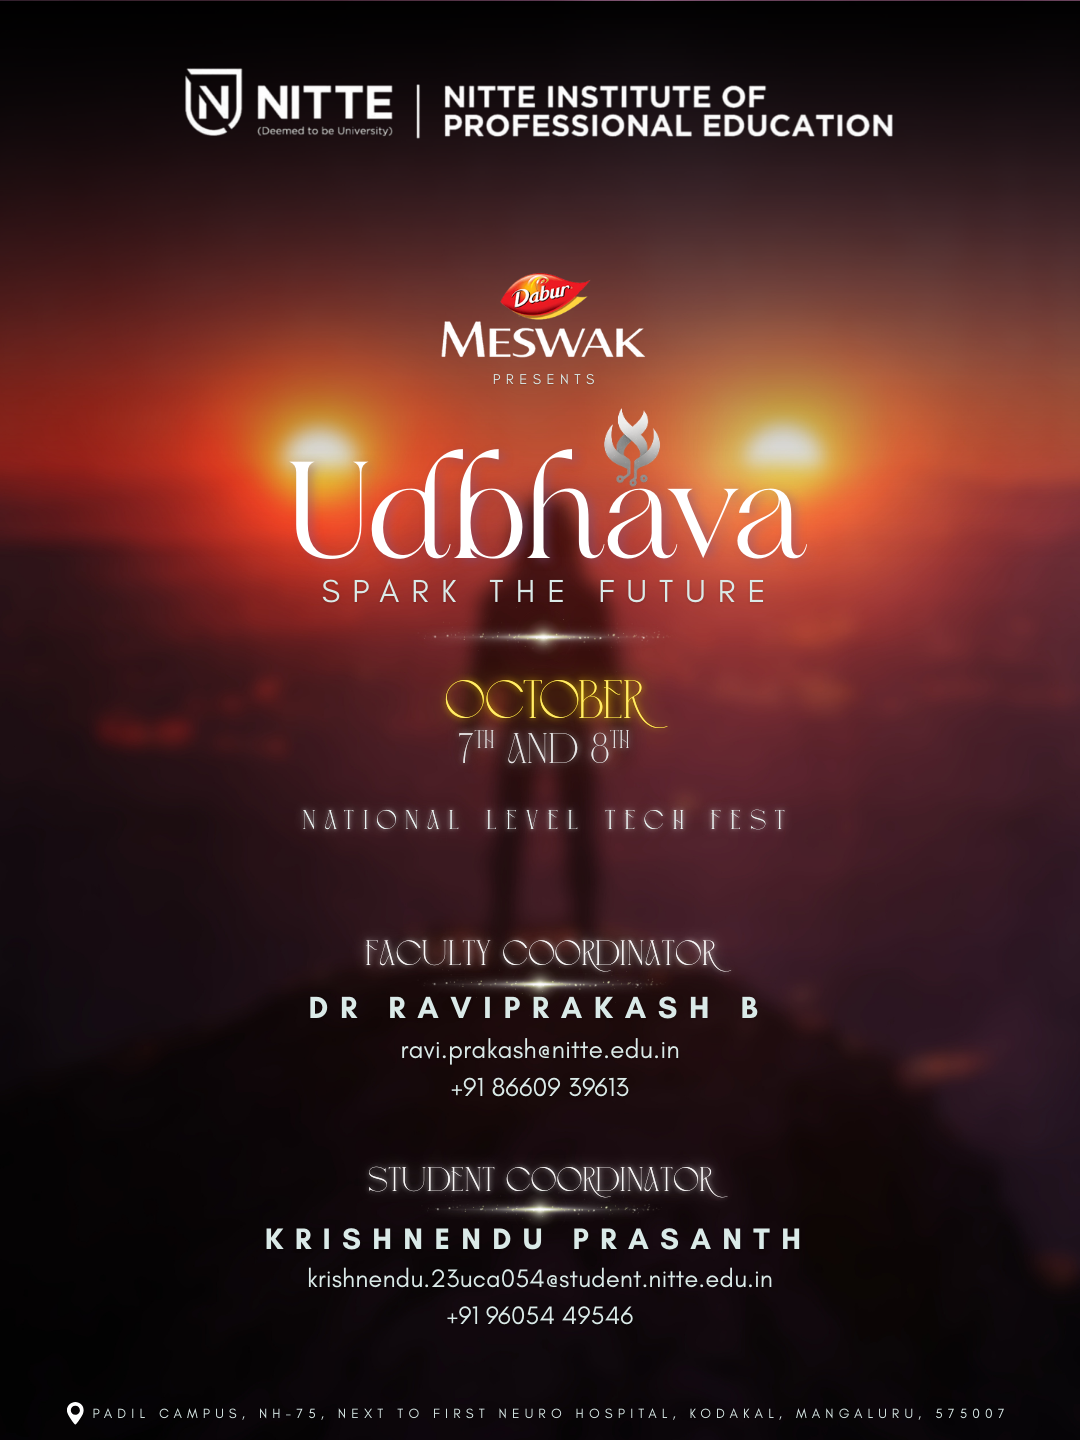 N NITTE
(Deemed to be University)
NITTE INSTITUTE OF
PROFESSIONAL EDUCATION
Dabur
MESWAK
PRESENTS
Udbhava
SPARK THE FUTURE
OCTOBER
7TH AND 8TH
NATIONAL LEVEL TECH FEST
FACULTY COORDINATOR
DR RAVIPRAKASH B
ravi.prakash@nitte.edu.in
+91 86609 39613
STUDENT COORDINATOR
KRISHNENDU PRASANTH
krishnendu.23uca054@student.nitte.edu.in
+91 96054 49546
PADIL CAMPUS, NH-75, NEXT TO FIRST NEURO HOSPITAL, KODAKAL, MANGALURU, 575007